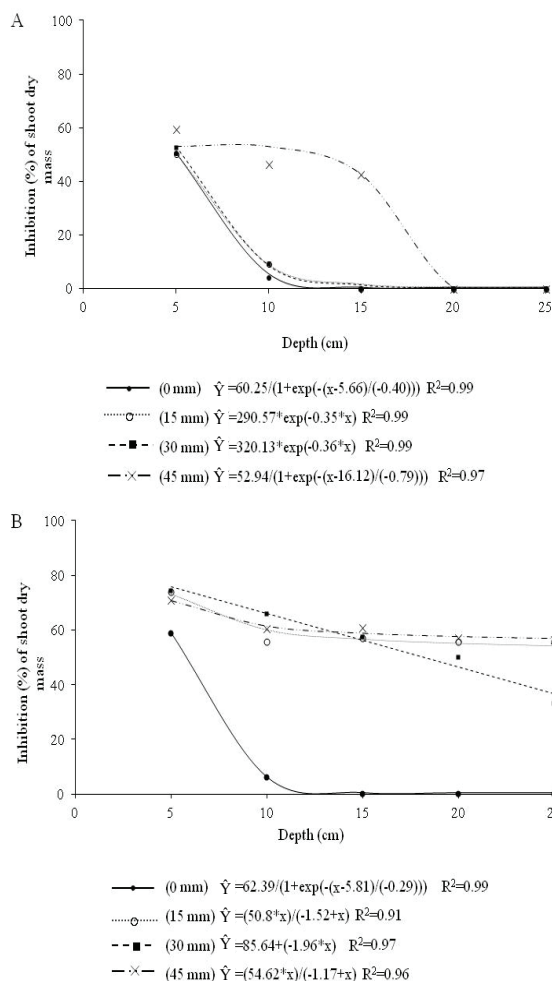 A
100
80
60
40
20
0
Inhibition (%) of shoot dry
mass
0 5 10 15 20 25
Depth (cm)
(0 mm) Ŷ =60.25/(1+exp(-(x-5.66)/(-0.40))) R²=0.99
(15 mm) Ŷ =290.57*exp(-0.35*x) R²=0.99
(30 mm) Ŷ =320.13*exp(-0.36*x) R²=0.99
(45 mm) Ŷ =52.94/(1+exp(-(x-16.12)/(-0.79))) R²=0.97
B
100
80
60
40
20
0
Inhibition (%) of shoot dry
mass
0 5 10 15 20
Depth (cm)
(0 mm) Ŷ =62.39/(1+exp(-(x-5.81)/(-0.29))) R²=0.99
(15 mm) Ŷ =(50.8*x)/(-1.52+x) R²=0.91
(30 mm) Ŷ =85.64+(-1.96*x) R²=0.97
(45 mm) Ŷ =(54.62*x)/(-1.17+x) R²=0.96